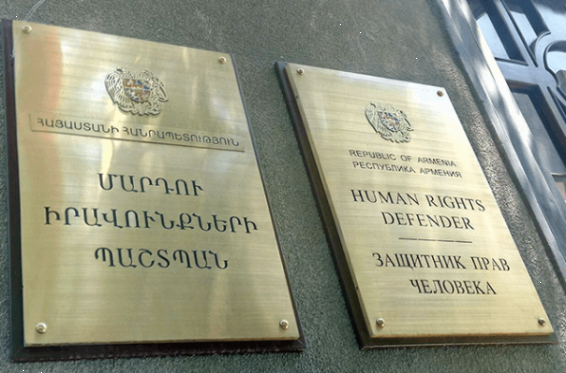 ՀԱՅԱՍՏԱՆԻ ՀԱՆՐԱՊԵՏՈՒԹՅՈՒՆ
ՄԱՐԴՈՒ
ԻՐԱՎՈՒՆՔՆԵՐԻ
ՊԱՇՏՊԱՆ
REPUBLIC OF ARMENIA
РЕСПУБЛИКА АРМЕНИЯ
HUMAN RIGHTS
DEFENDER
ЗАЩИТНИК ПРАВ
ЧЕЛОВЕКА